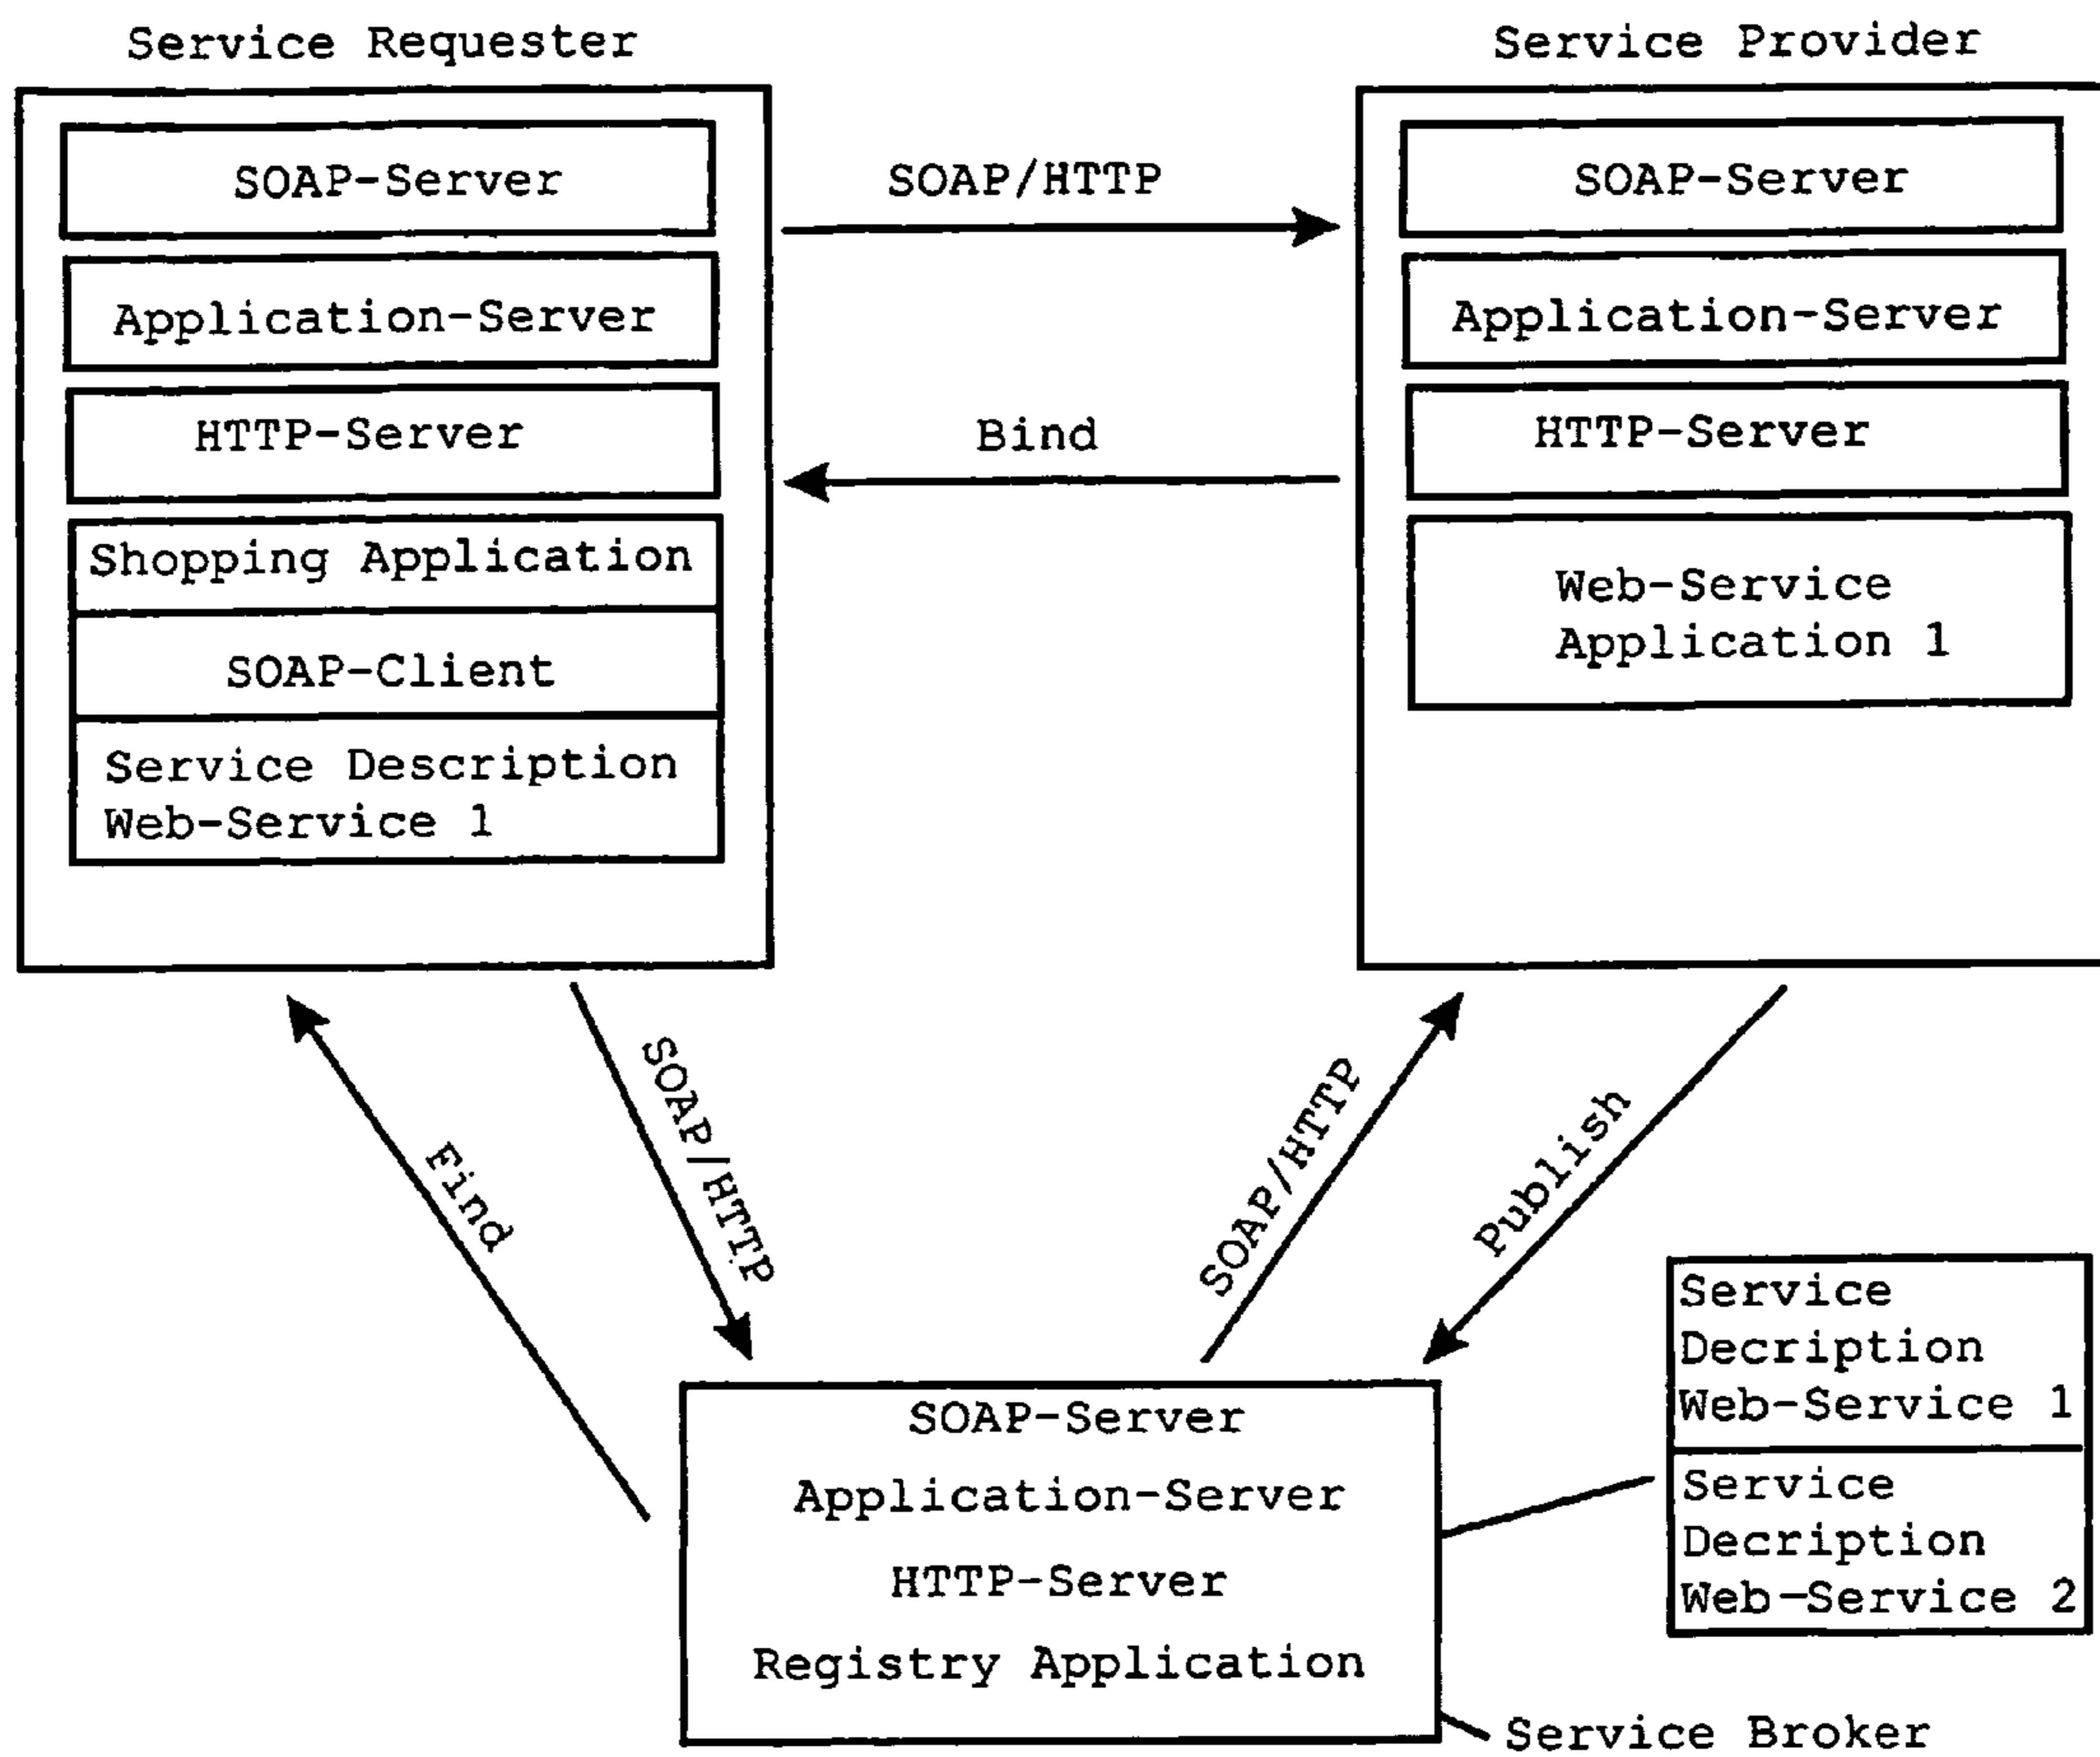 Service Requester
SOAP-Server
Application-Server
HTTP-Server
Shopping Application
SOAP-Client
Service Description
Web-Service 1
SOAP/HTTP
Bind
Service Provider
SOAP-Server
Application-Server
HTTP-Server
Web-Service
Application 1
Find
SOAP/HTTP
SOAP/HTTP
Publish
SOAP-Server
Application-Server
HTTP-Server
Registry Application
Service
Decription
Web-Service 1
Service
Decription
Web-Service 2
Service Broker